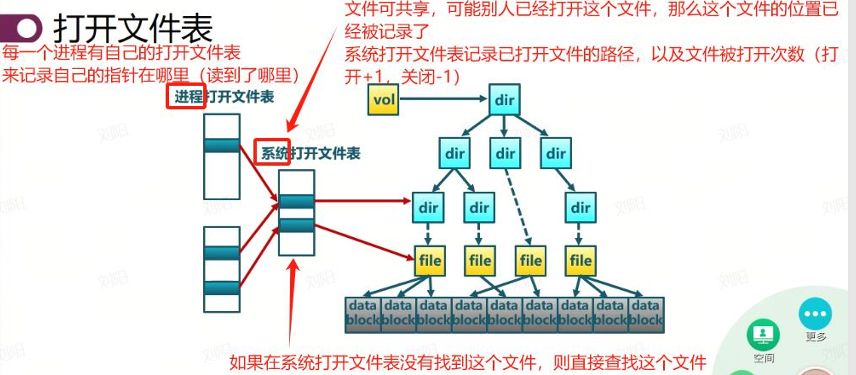 打开文件表
每一个进程有自己的打开文件表
来记录自己的指针在哪里（读到了哪里）
文件可共享，可能别人已经打开这个文件，那么这个文件的位置已
经被记录了
系统打开文件表记录已打开文件的路径，以及文件被打开次数（打
开+1，关闭-1）
进程打开文件表
系统打开文件表
vol
dir
dir
dir
dir
dir
dir
dir
file
file
file
file
data block
data block
data block
data block
data block
data block
data block
data block
data block
如果在系统打开文件表没有找到这个文件，则直接查找这个文件
空间
更多